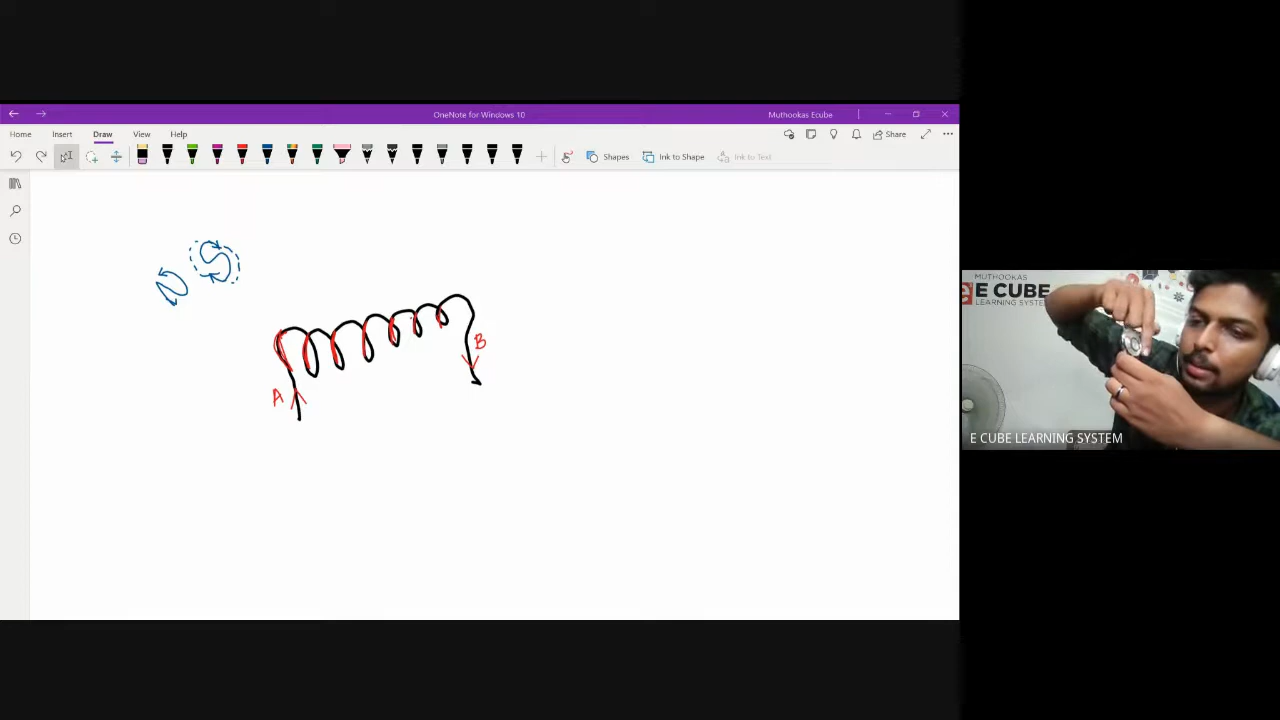 OneNote for Windows 10
Muthookas Ecube
Home Insert Draw View Help
Share
Shapes Ink to Shape Ink to Text
N S
A
B
MUTHOOKAS
E CUBE
LEARNING SYSTEM
E CUBE LEARNING SYSTEM